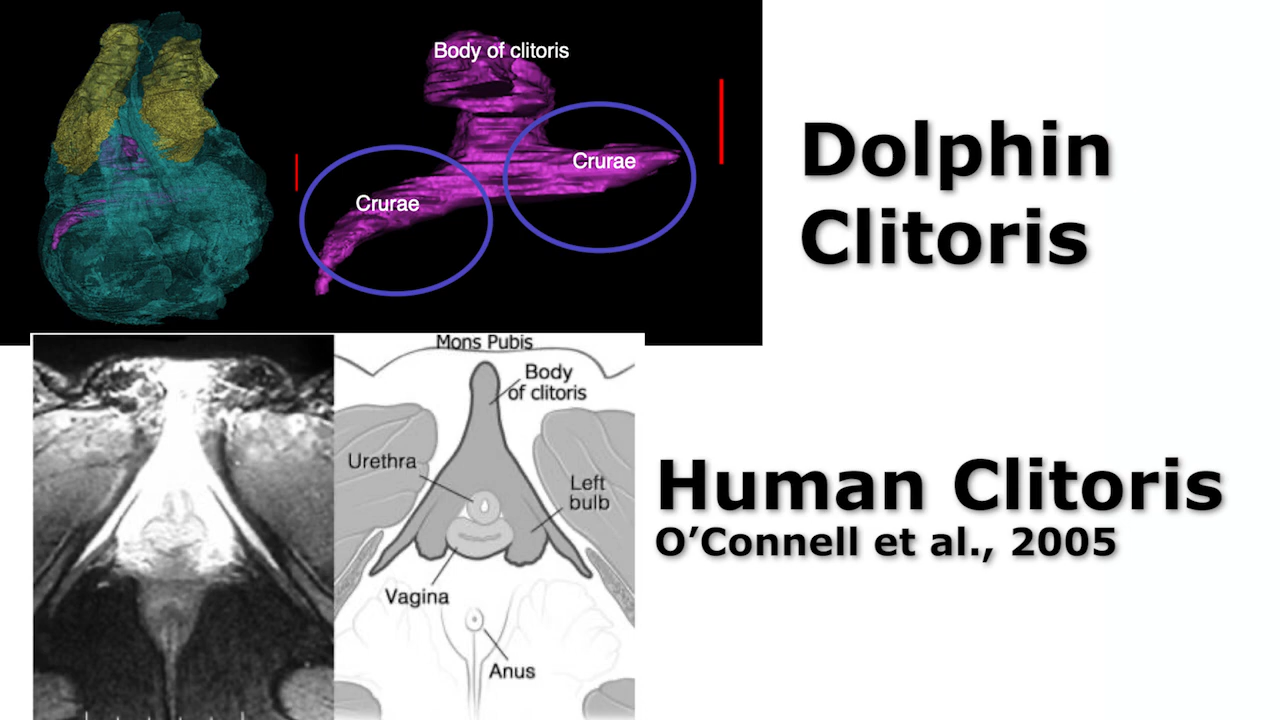 Body of clitoris
Crurae
Crurae
Dolphin
Clitoris
Mons Pubis
Body
of clitoris
Urethra
Left
bulb
Vagina
Anus
Human Clitoris
O’Connell et al., 2005